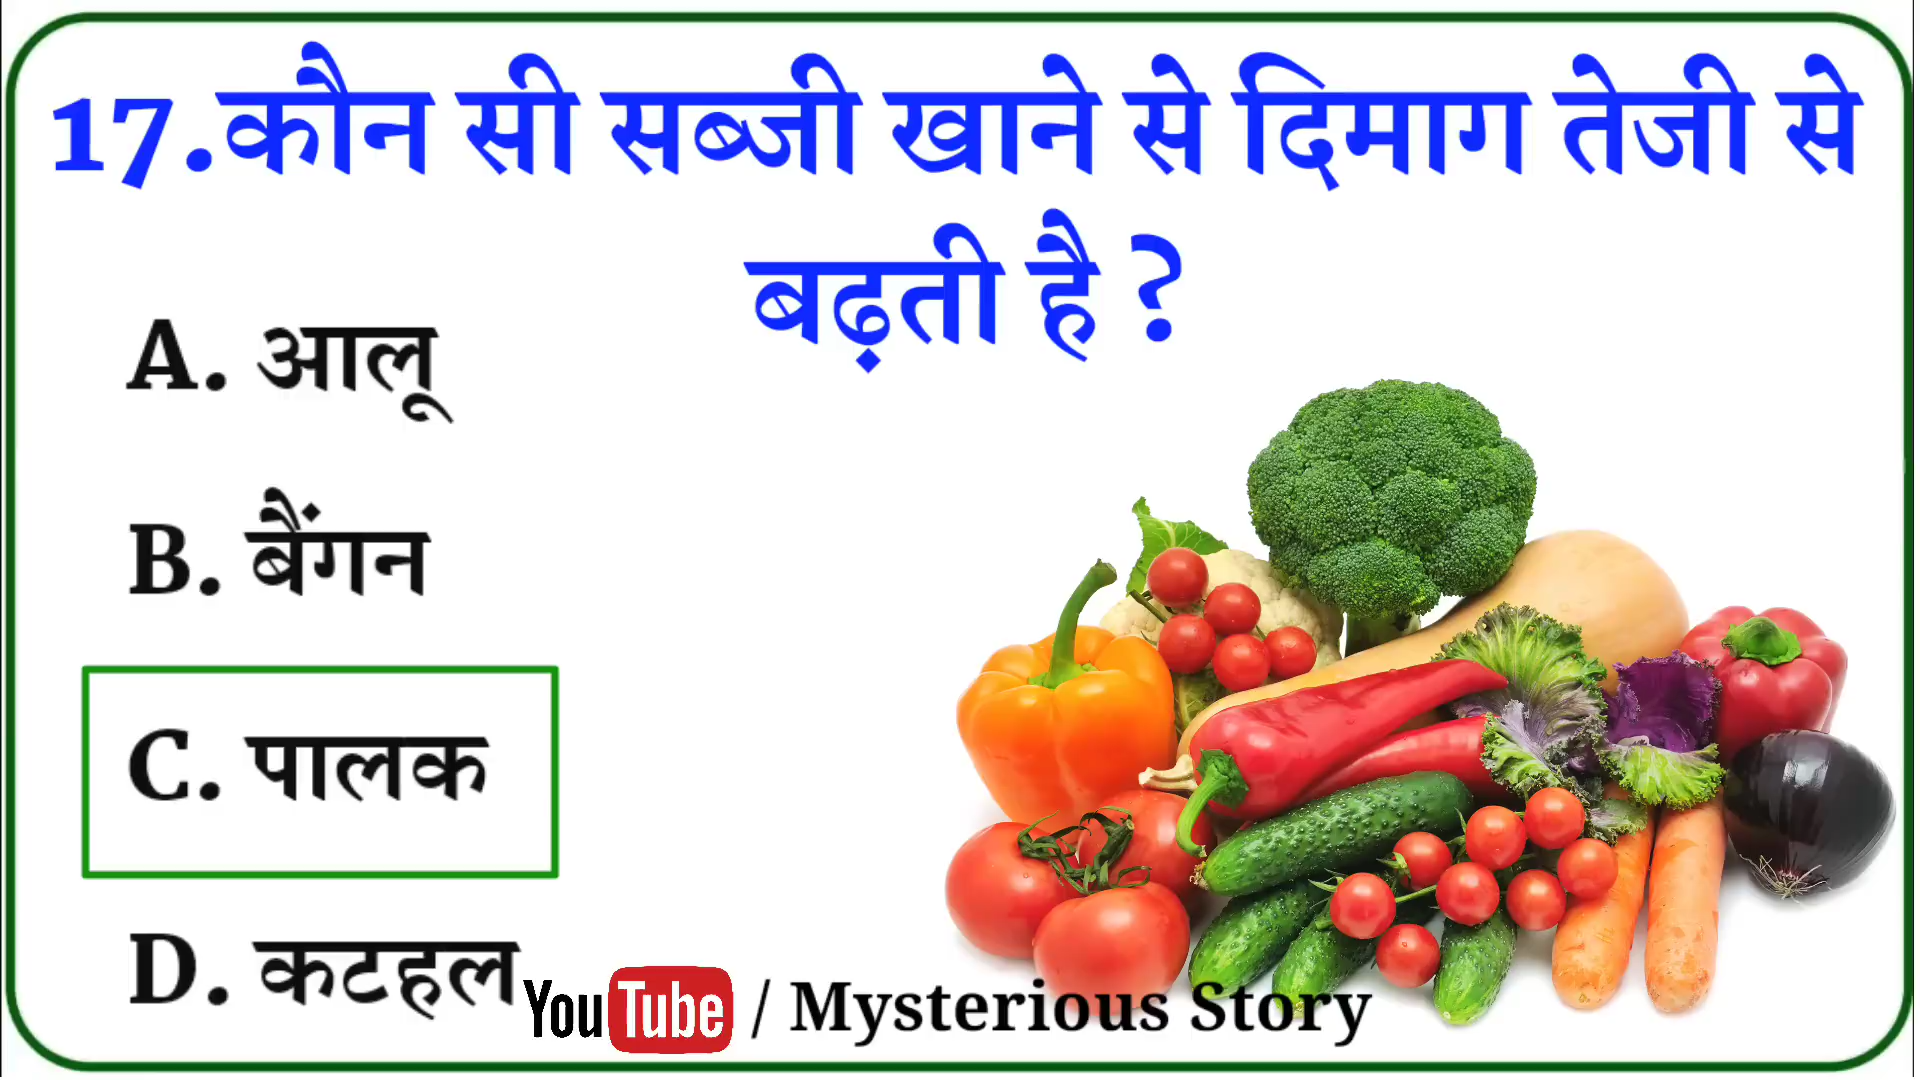 17.कौन सी सब्जी खाने से दिमाग तेजी से
बढ़ती है ?
A. आलू
B. बैंगन
C. पालक
D. कटहल
YouTube / Mysterious Story